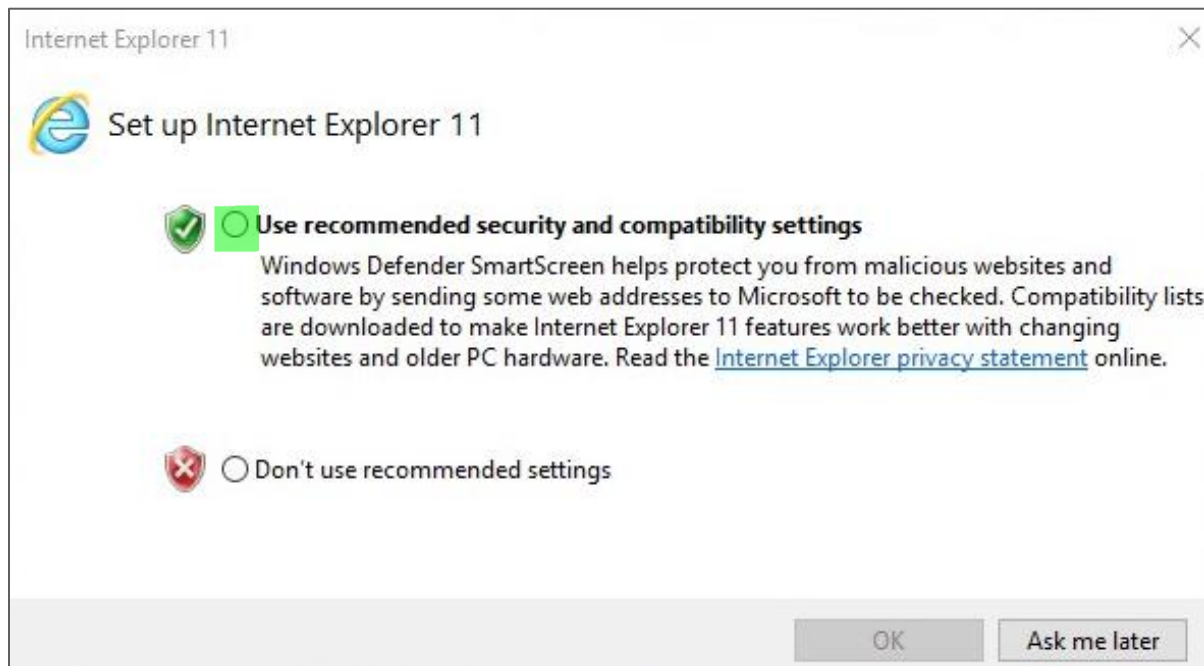 Internet Explorer 11
Set up Internet Explorer 11
Use recommended security and compatibility settings
Windows Defender SmartScreen helps protect you from malicious websites and
software by sending some web addresses to Microsoft to be checked. Compatibility lists
are downloaded to make Internet Explorer 11 features work better with changing
websites and older PC hardware. Read the Internet Explorer privacy statement online.
Don't use recommended settings
OK
Ask me later